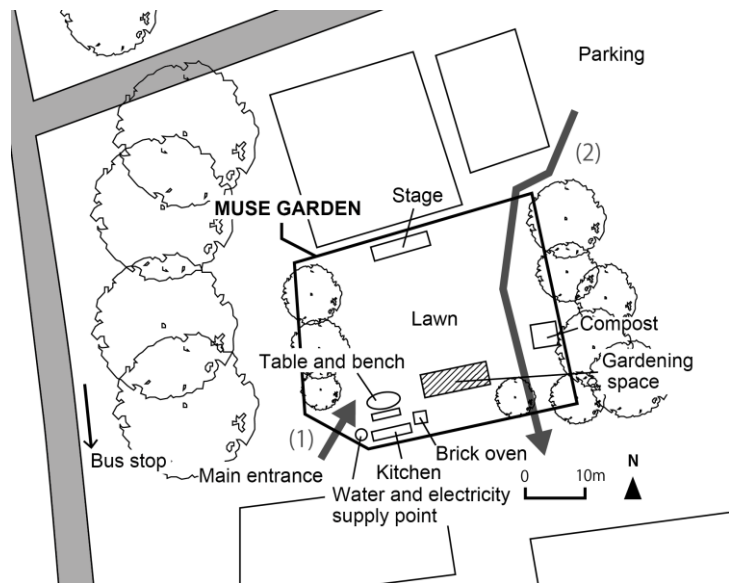 Parking
(2)
Stage
MUSE GARDEN
Lawn
Compost
Table and bench
Gardening
space
(1)
Bus stop
Main entrance
Kitchen
Brick oven
Water and electricity
supply point
0 10m
N